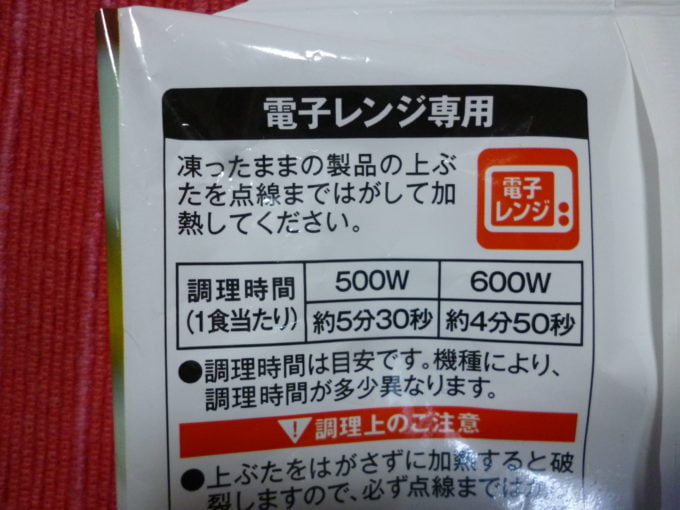 電子レンジ専用
凍ったままの製品の上ぶ
たを点線まではがして加
熱してください。
電子
レンジ
調理時間
(1食当たり)
500W
600W
約5分30秒
約4分50秒
●調理時間は目安です。機種により、
調理時間が多少異なります。
! 調理上のご注意
●上ぶたをはがさずに加熱すると破
裂しますので、必ず点線までは